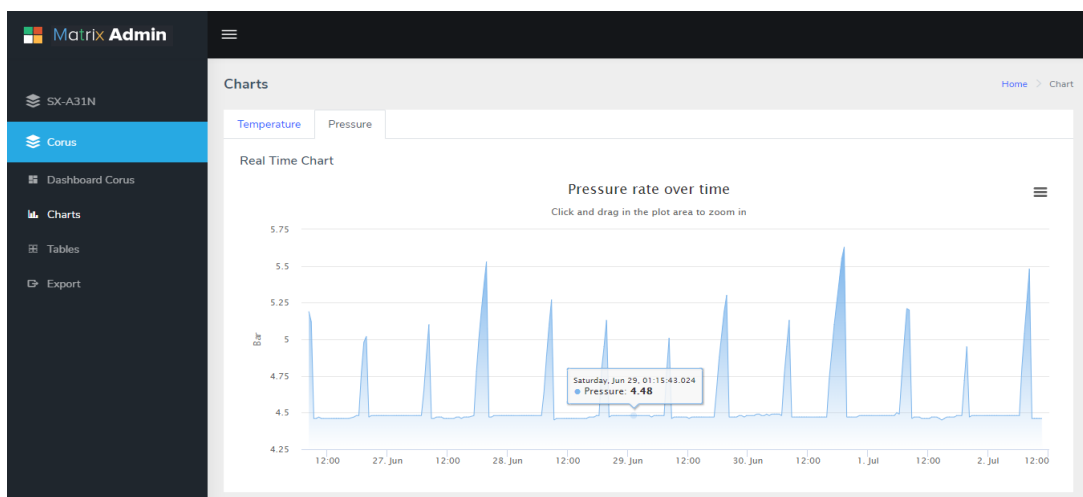 Matrix Admin
SX-A31N
Corus
Dashboard Corus
Charts
Tables
Export
Charts
Home > Chart
Temperature Pressure
Real Time Chart
Pressure rate over time
Click and drag in the plot area to zoom in
Bar
5.75
5.5
5.25
5
4.75
4.5
4.25
Saturday, Jun 29, 01:15:43.024
Pressure: 4.48
12:00 27. Jun 12:00 28. Jun 12:00 29. Jun 12:00 30. Jun 12:00 1. Jul 12:00 2. Jul 12:00